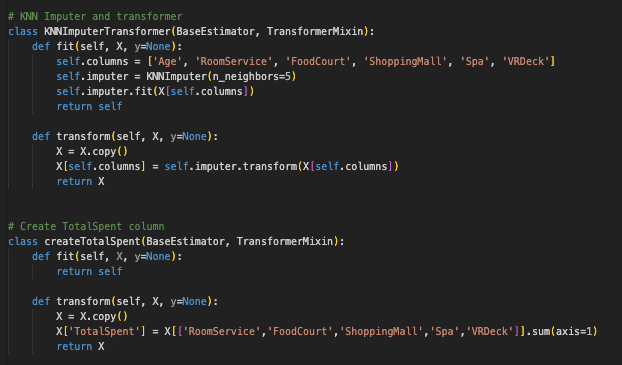 # KNN Imputer and transformer
class KNNImputerTransformer(BaseEstimator, TransformerMixin):
    def fit(self, X, y=None):
        self.columns = ['Age', 'RoomService', 'FoodCourt', 'ShoppingMall', 'Spa', 'VRDeck']
        self.imputer = KNNImputer(n_neighbors=5)
        self.imputer.fit(X[self.columns])
        return self

    def transform(self, X, y=None):
        X = X.copy()
        X[self.columns] = self.imputer.transform(X[self.columns])
        return X


# Create TotalSpent column
class createTotalSpent(BaseEstimator, TransformerMixin):
    def fit(self, X, y=None):
        return self

    def transform(self, X, y=None):
        X = X.copy()
        X['TotalSpent'] = X[['RoomService','FoodCourt','ShoppingMall','Spa','VRDeck']].sum(axis=1)
        return X